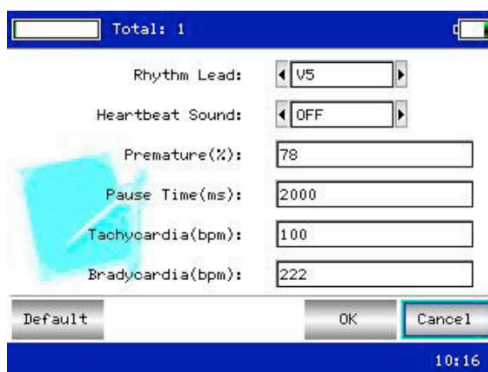 Total: 1
Rhythm Lead: V5
Heartbeat Sound: OFF
Premature(%): 78
Pause Time(ms): 2000
Tachycardia(bpm): 100
Bradycardia(bpm): 222
Default OK Cancel
10:16